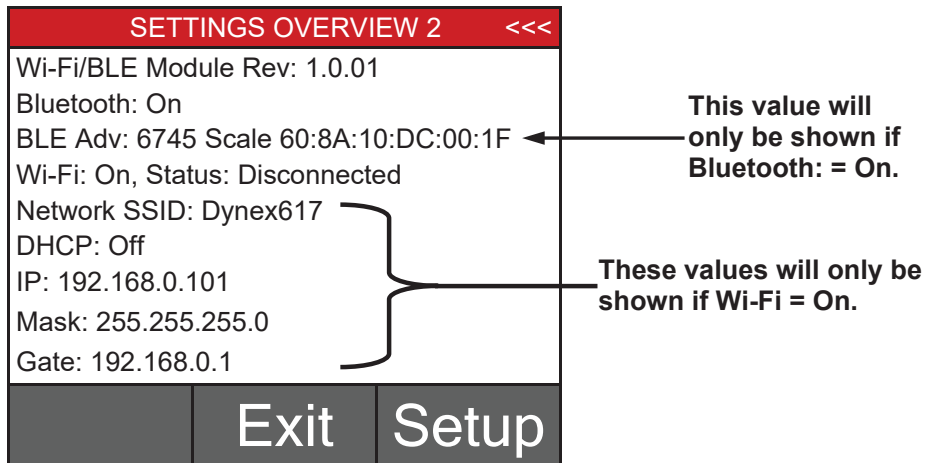 SETTINGS OVERVIEW 2 <<<
Wi-Fi/BLE Module Rev: 1.0.01
Bluetooth: On
BLE Adv: 6745 Scale 60:8A:10:DC:00:1F
Wi-Fi: On, Status: Disconnected
Network SSID: Dynex617
DHCP: Off
IP: 192.168.0.101
Mask: 255.255.255.0
Gate: 192.168.0.1
Exit Setup
This value will
only be shown if
Bluetooth: = On.
These values will only be
shown if Wi-Fi = On.